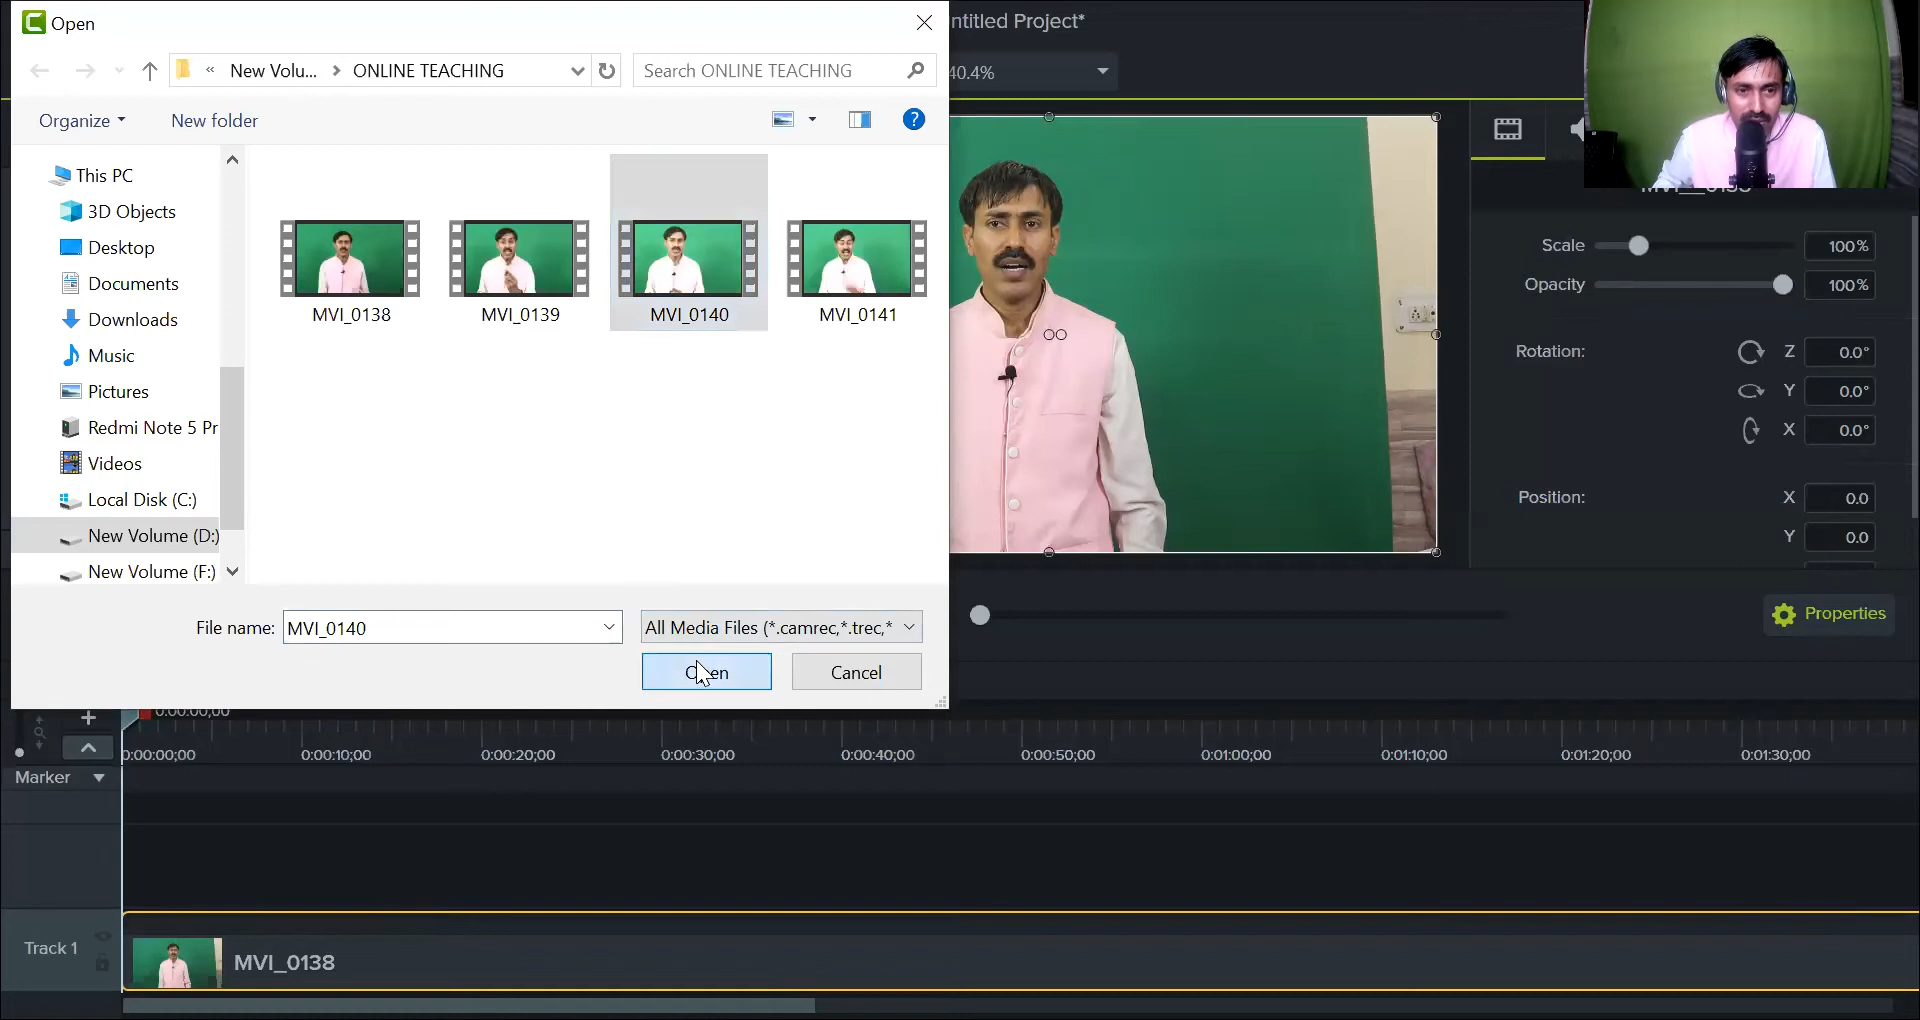 Open
ntitled Project*
« New Volu... > ONLINE TEACHING
Search ONLINE TEACHING
40.4%
Organize
New folder
This PC
3D Objects
Desktop
Documents
Downloads
Music
Pictures
Redmi Note 5 Pr
Videos
Local Disk (C:)
New Volume (D:)
New Volume (F:)
MVI_0138
MVI_0139
MVI_0140
MVI_0141
File name:
MVI_0140
All Media Files (*.camrec,*.trec,*
Open
Cancel
Scale
100%
Opacity
100%
Rotation:
Z
0.0°
Y
0.0°
X
0.0°
Position:
X
0.0
Y
0.0
Properties
0:00:00;00
0:00:00;00
0:00:10;00
0:00:20;00
0:00:30;00
0:00:40;00
0:00:50;00
0:01:00;00
0:01:10;00
0:01:20;00
0:01:30;00
Marker
Track 1
MVI_0138